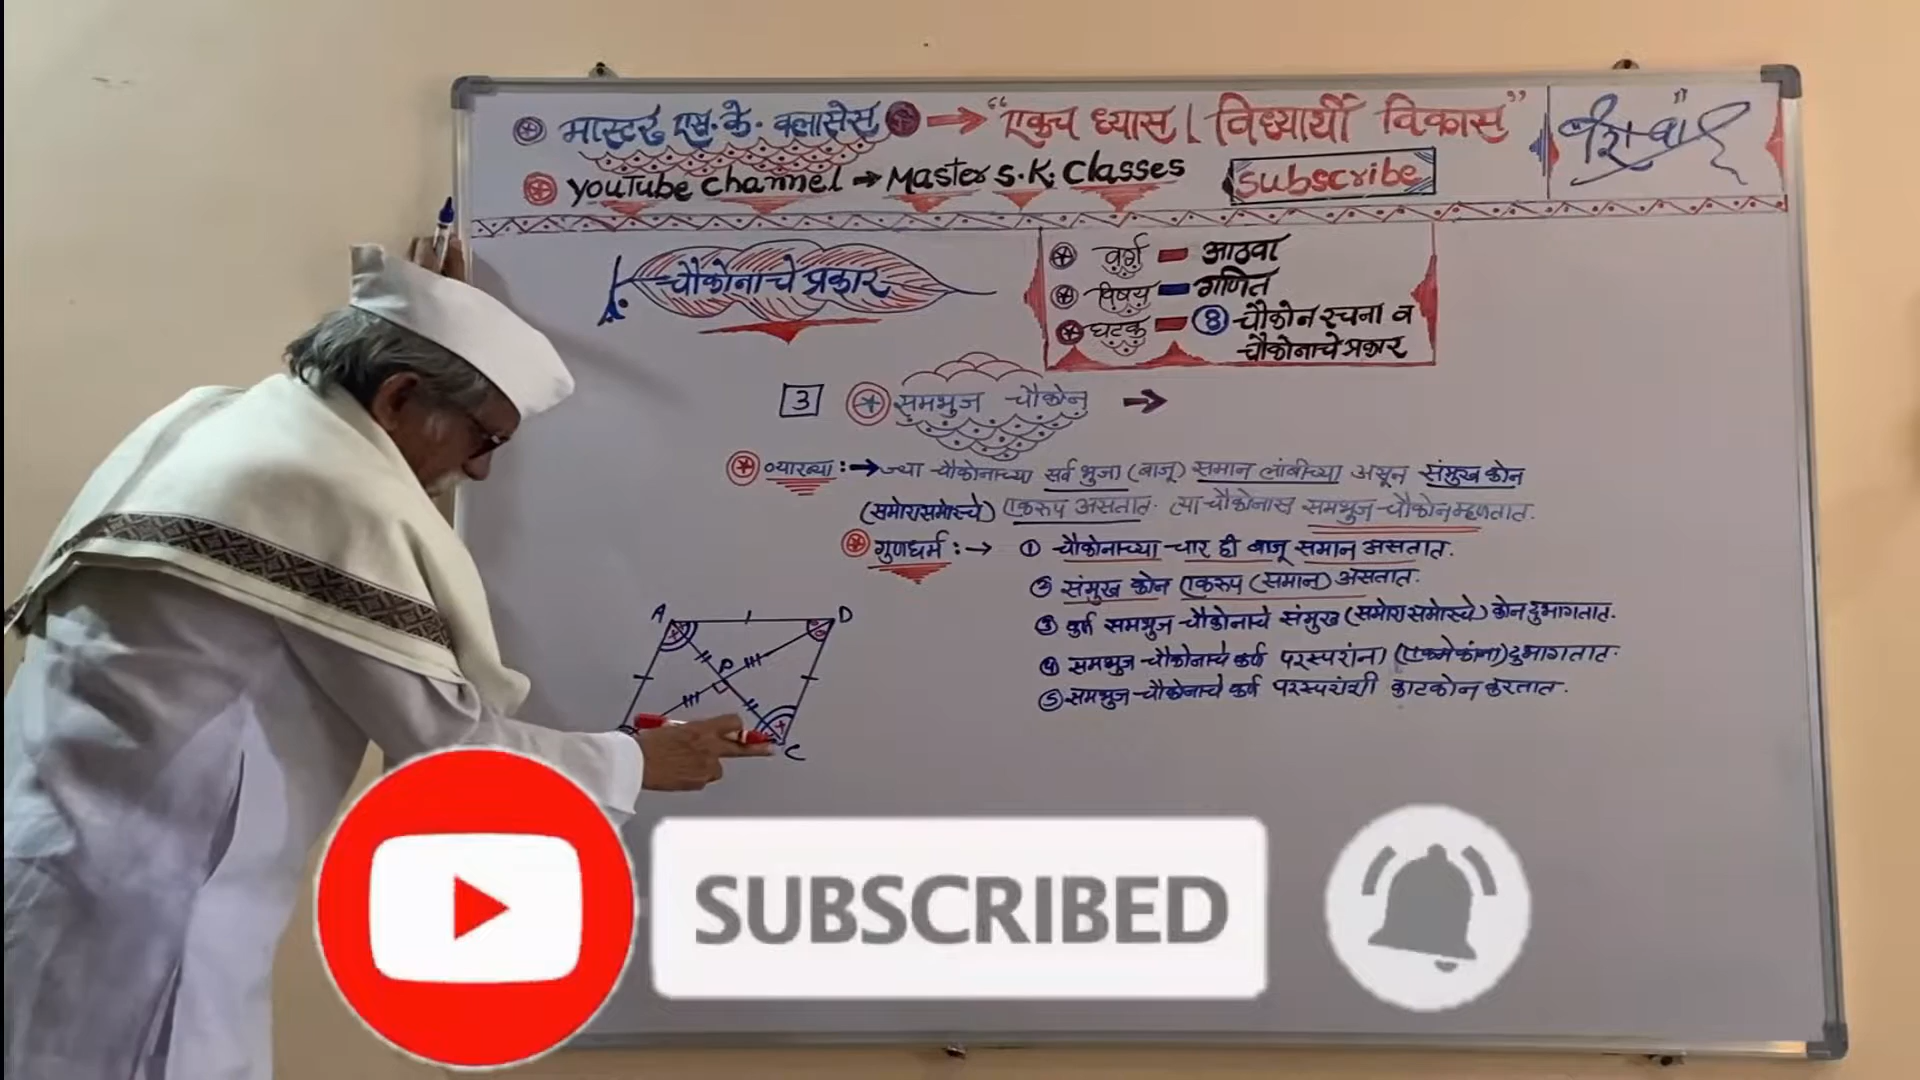 मास्टर एस. के. क्लासेस → "एकच ध्यास । विद्यार्थी विकास"
YouTube Channel → Master S.K. Classes Subscribe
चौकोनाचे प्रकार
वर्ग - आठवा
विषय - गणित
घटक - 8 चौकोन रचना व
चौकोनाचे प्रकार
3 समभुज चौकोन →
व्याख्या :→ ज्या चौकोनाच्या सर्व भुजा (बाजू) समान लांबीच्या असून संमुख कोन
(समोरासमोरचे) एकरूप असतात. त्या चौकोनास समभुज चौकोन म्हणतात.
गुणधर्म :→ ① चौकोनाच्या चार ही बाजू समान असतात.
② संमुख कोन एकरूप (समान) असतात.
③ कर्ण समभुज चौकोनाचे संमुख (समोरासमोरचे) कोन दुभागतात.
④ समभुज चौकोनाचे कर्ण परस्परांना (एकमेकांना) दुभागतात.
⑤ समभुज चौकोनाचे कर्ण परस्परांशी काटकोन करतात.
A D
P
C
SUBSCRIBED